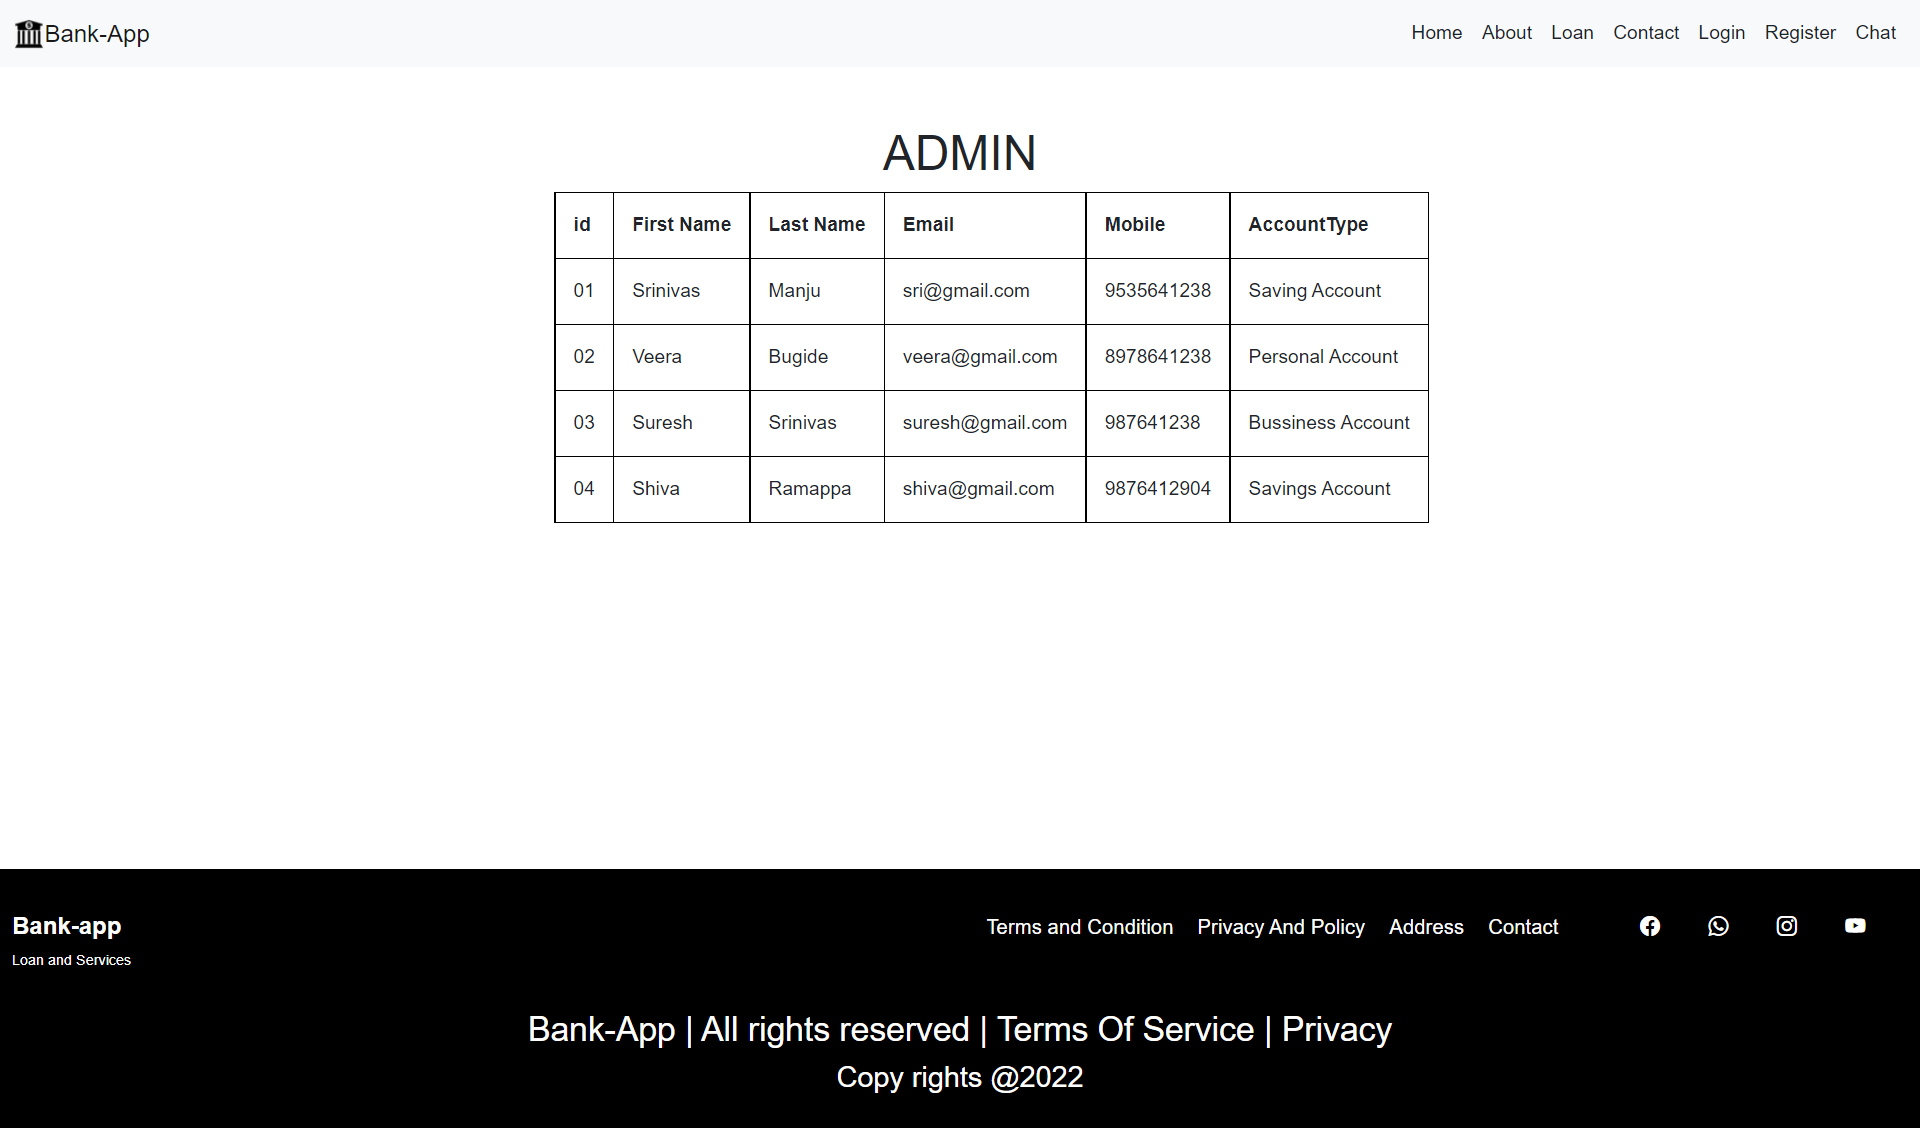 Bank-App Home About Loan Contact Login Register Chat
ADMIN
id First Name Last Name Email Mobile AccountType
01 Srinivas Manju sri@gmail.com 9535641238 Saving Account
02 Veera Bugide veera@gmail.com 8978641238 Personal Account
03 Suresh Srinivas suresh@gmail.com 987641238 Bussiness Account
04 Shiva Ramappa shiva@gmail.com 9876412904 Savings Account
Bank-app Terms and Condition Privacy And Policy Address Contact
Loan and Services
Bank-App | All rights reserved | Terms Of Service | Privacy
Copy rights @2022